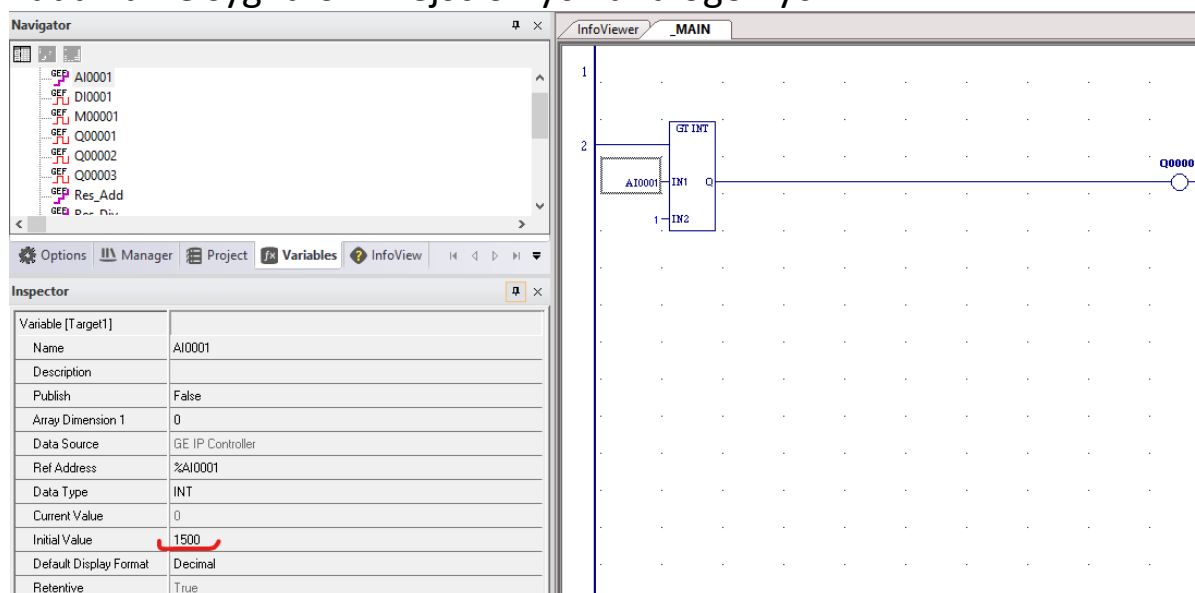 Navigator
AI0001
DI0001
M00001
Q00001
Q00002
Q00003
Res_Add
Options Manager Project Variables InfoView
Inspector
Variable [Target1]
Name AI0001
Description
Publish False
Array Dimension 1 0
Data Source GE IP Controller
Ref Address %AI0001
Data Type INT
Current Value 0
Initial Value 1500
Default Display Format Decimal
Retentive True
InfoViewer _MAIN
1
GT INT
2
Q0000
AI0001 IN1 Q
1 IN2